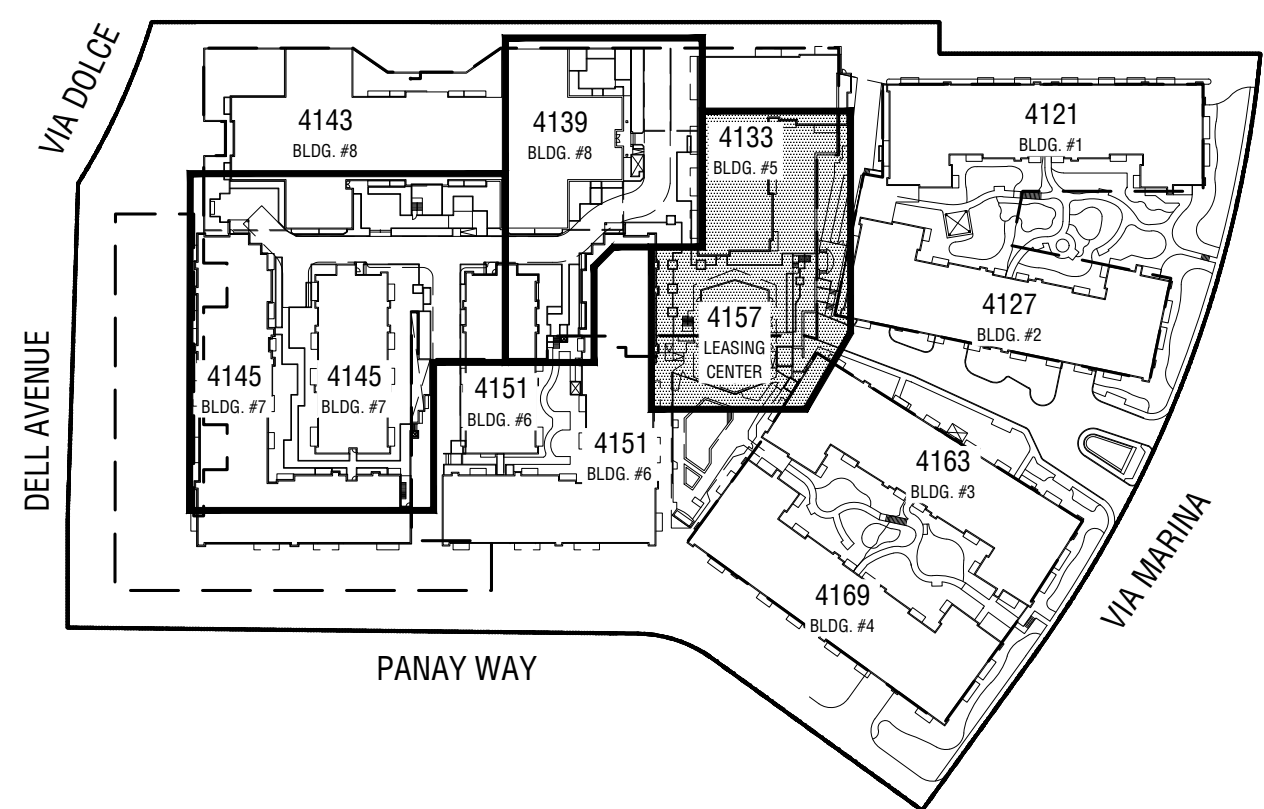 VIA DOLCE
4143
BLDG. #8
4139
BLDG. #8
4133
BLDG. #5
4121
BLDG. #1
4127
BLDG. #2
4157
LEASING
CENTER
DELL AVENUE
4145
BLDG. #7
4145
BLDG. #7
4151
BLDG. #6
4151
BLDG. #6
4163
BLDG. #3
4169
BLDG. #4
VIA MARINA
PANAY WAY